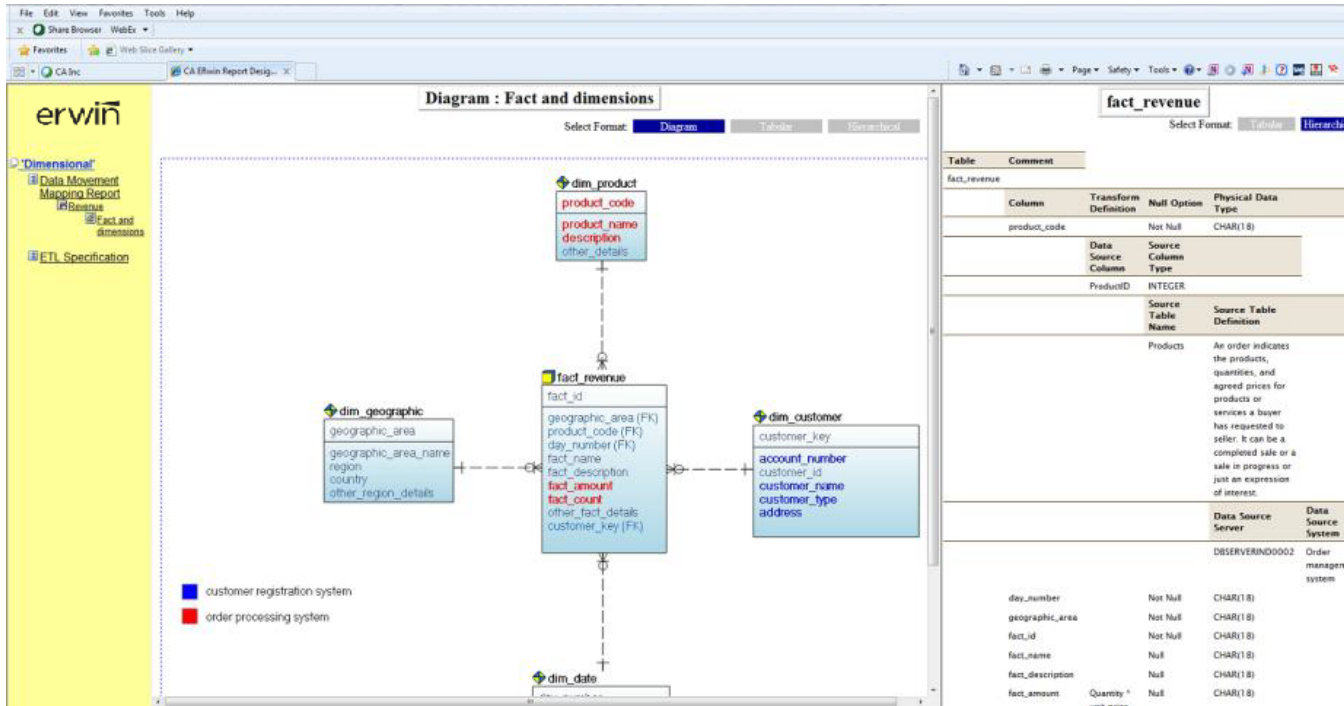 File Edit View Favorites Tools Help
x Share Browser WebEx
Favorites Web Slice Gallery
CA Inc CA ERwin Report Desig... x Page Safety Tools
erwin
'Dimensional'
Data Movement
Mapping Report
Revenue
Fact and
dimensions
ETL Specification
Diagram : Fact and dimensions
Select Format: Diagram Tabular Hierarchical
dim_product
product_code
product_name
description
other_details
fact_revenue
fact_id
geographic_area (FK)
product_code (FK)
day_number (FK)
fact_name
fact_description
fact_amount
fact_count
other_fact_details
customer_key (FK)
dim_geographic
geographic_area
geographic_area_name
region
country
other_region_details
dim_customer
customer_key
account_number
customer_id
customer_name
customer_type
address
customer registration system
order processing system
dim_date
fact_revenue
Select Format: Tabular Hierarchi
Table Comment
fact_revenue
Column Transform Definition Null Option Physical Data Type
product_code Not Null CHAR(18)
Data Source Column Source Column Type
ProductID INTEGER
Source Table Name Source Table Definition
Products An order indicates
the products,
quantities, and
agreed prices for
products or
services a buyer
has requested to
seller. It can be a
completed sale or a
sale in progress or
just an expression
of interest.
Data Source Server Data Source System
DBSERVERIND0002 Order
managem
system
day_number Not Null CHAR(18)
geographic_area Not Null CHAR(18)
fact_id Not Null CHAR(18)
fact_name Null CHAR(18)
fact_description Null CHAR(18)
fact_amount Quantity * Null CHAR(18)